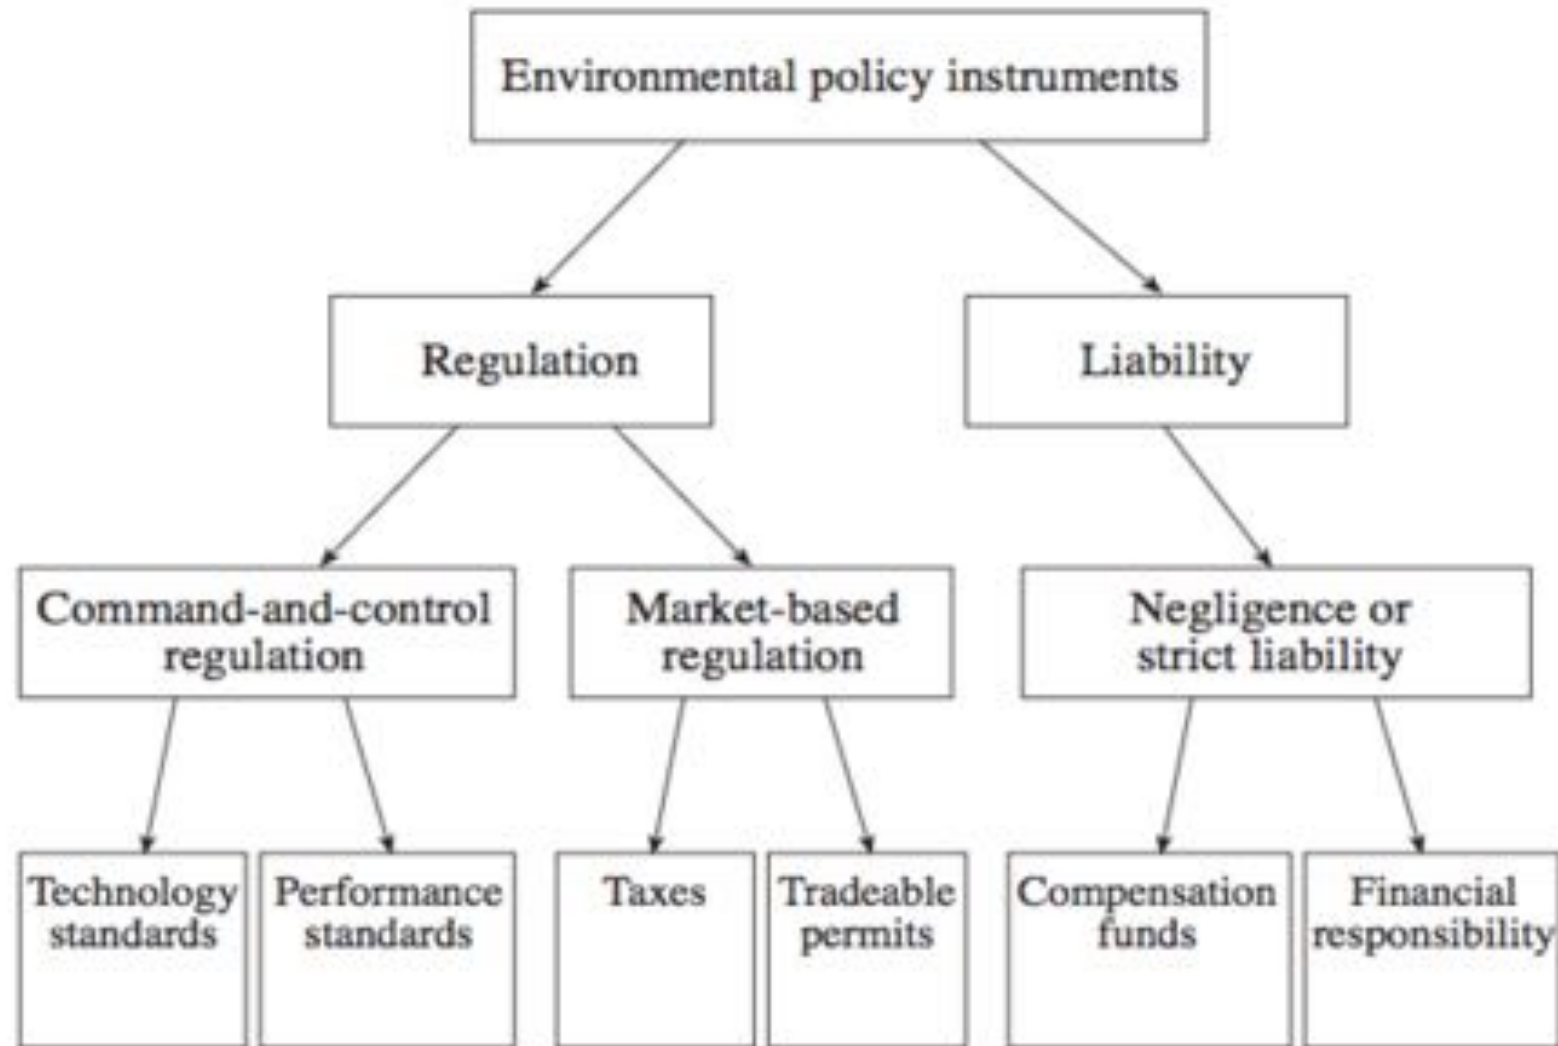 Environmental policy instruments
Regulation
Liability
Command-and-control
regulation
Market-based
regulation
Negligence or
strict liability
Technology
standards
Performance
standards
Taxes
Tradeable
permits
Compensation
funds
Financial
responsibility